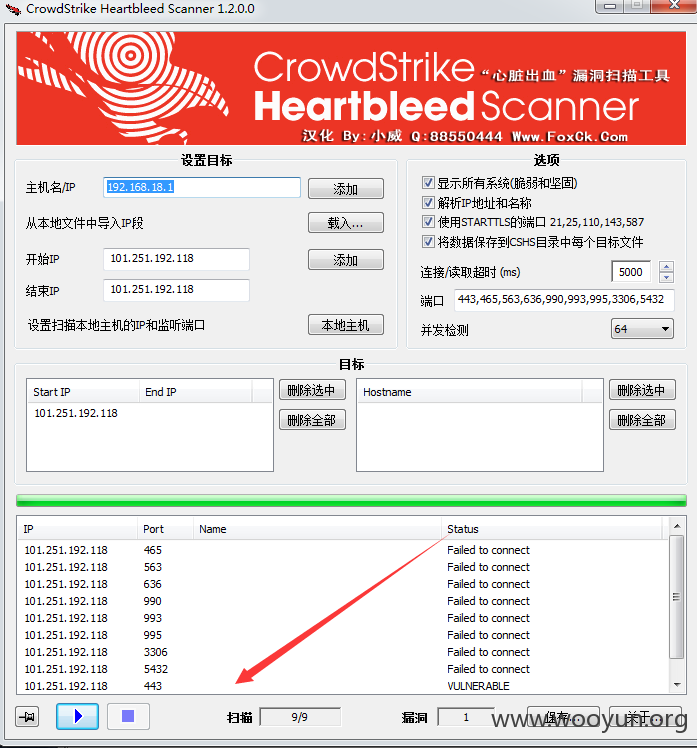 CrowdStrike Heartbleed Scanner 1.2.0.0
CrowdStrike “心脏出血”漏洞扫描工具
Heartbleed Scanner
汉化 By:小威 Q:88550444 Www.FoxCk.Com
设置目标
主机名/IP 192.168.18.1 添加
从本地文件中导入IP段 载入...
开始IP 101.251.192.118 添加
结束IP 101.251.192.118
设置扫描本地主机的IP和监听端口 本地主机
选项
显示所有系统(脆弱和坚固)
解析IP地址和名称
使用STARTTLS的端口 21,25,110,143,587
将数据保存到CSHS目录中每个目标文件
连接/读取超时 (ms) 5000
端口 443,465,563,636,990,993,995,3306,5432
并发检测 64
目标
Start IP End IP 删除选中 Hostname 删除选中
101.251.192.118 删除全部 删除全部
IP Port Name Status
101.251.192.118 465 Failed to connect
101.251.192.118 563 Failed to connect
101.251.192.118 636 Failed to connect
101.251.192.118 990 Failed to connect
101.251.192.118 993 Failed to connect
101.251.192.118 995 Failed to connect
101.251.192.118 3306 Failed to connect
101.251.192.118 5432 Failed to connect
101.251.192.118 443 VULNERABLE
扫描 9/9 漏洞 1 保存... 关于...
www.wooyun.org